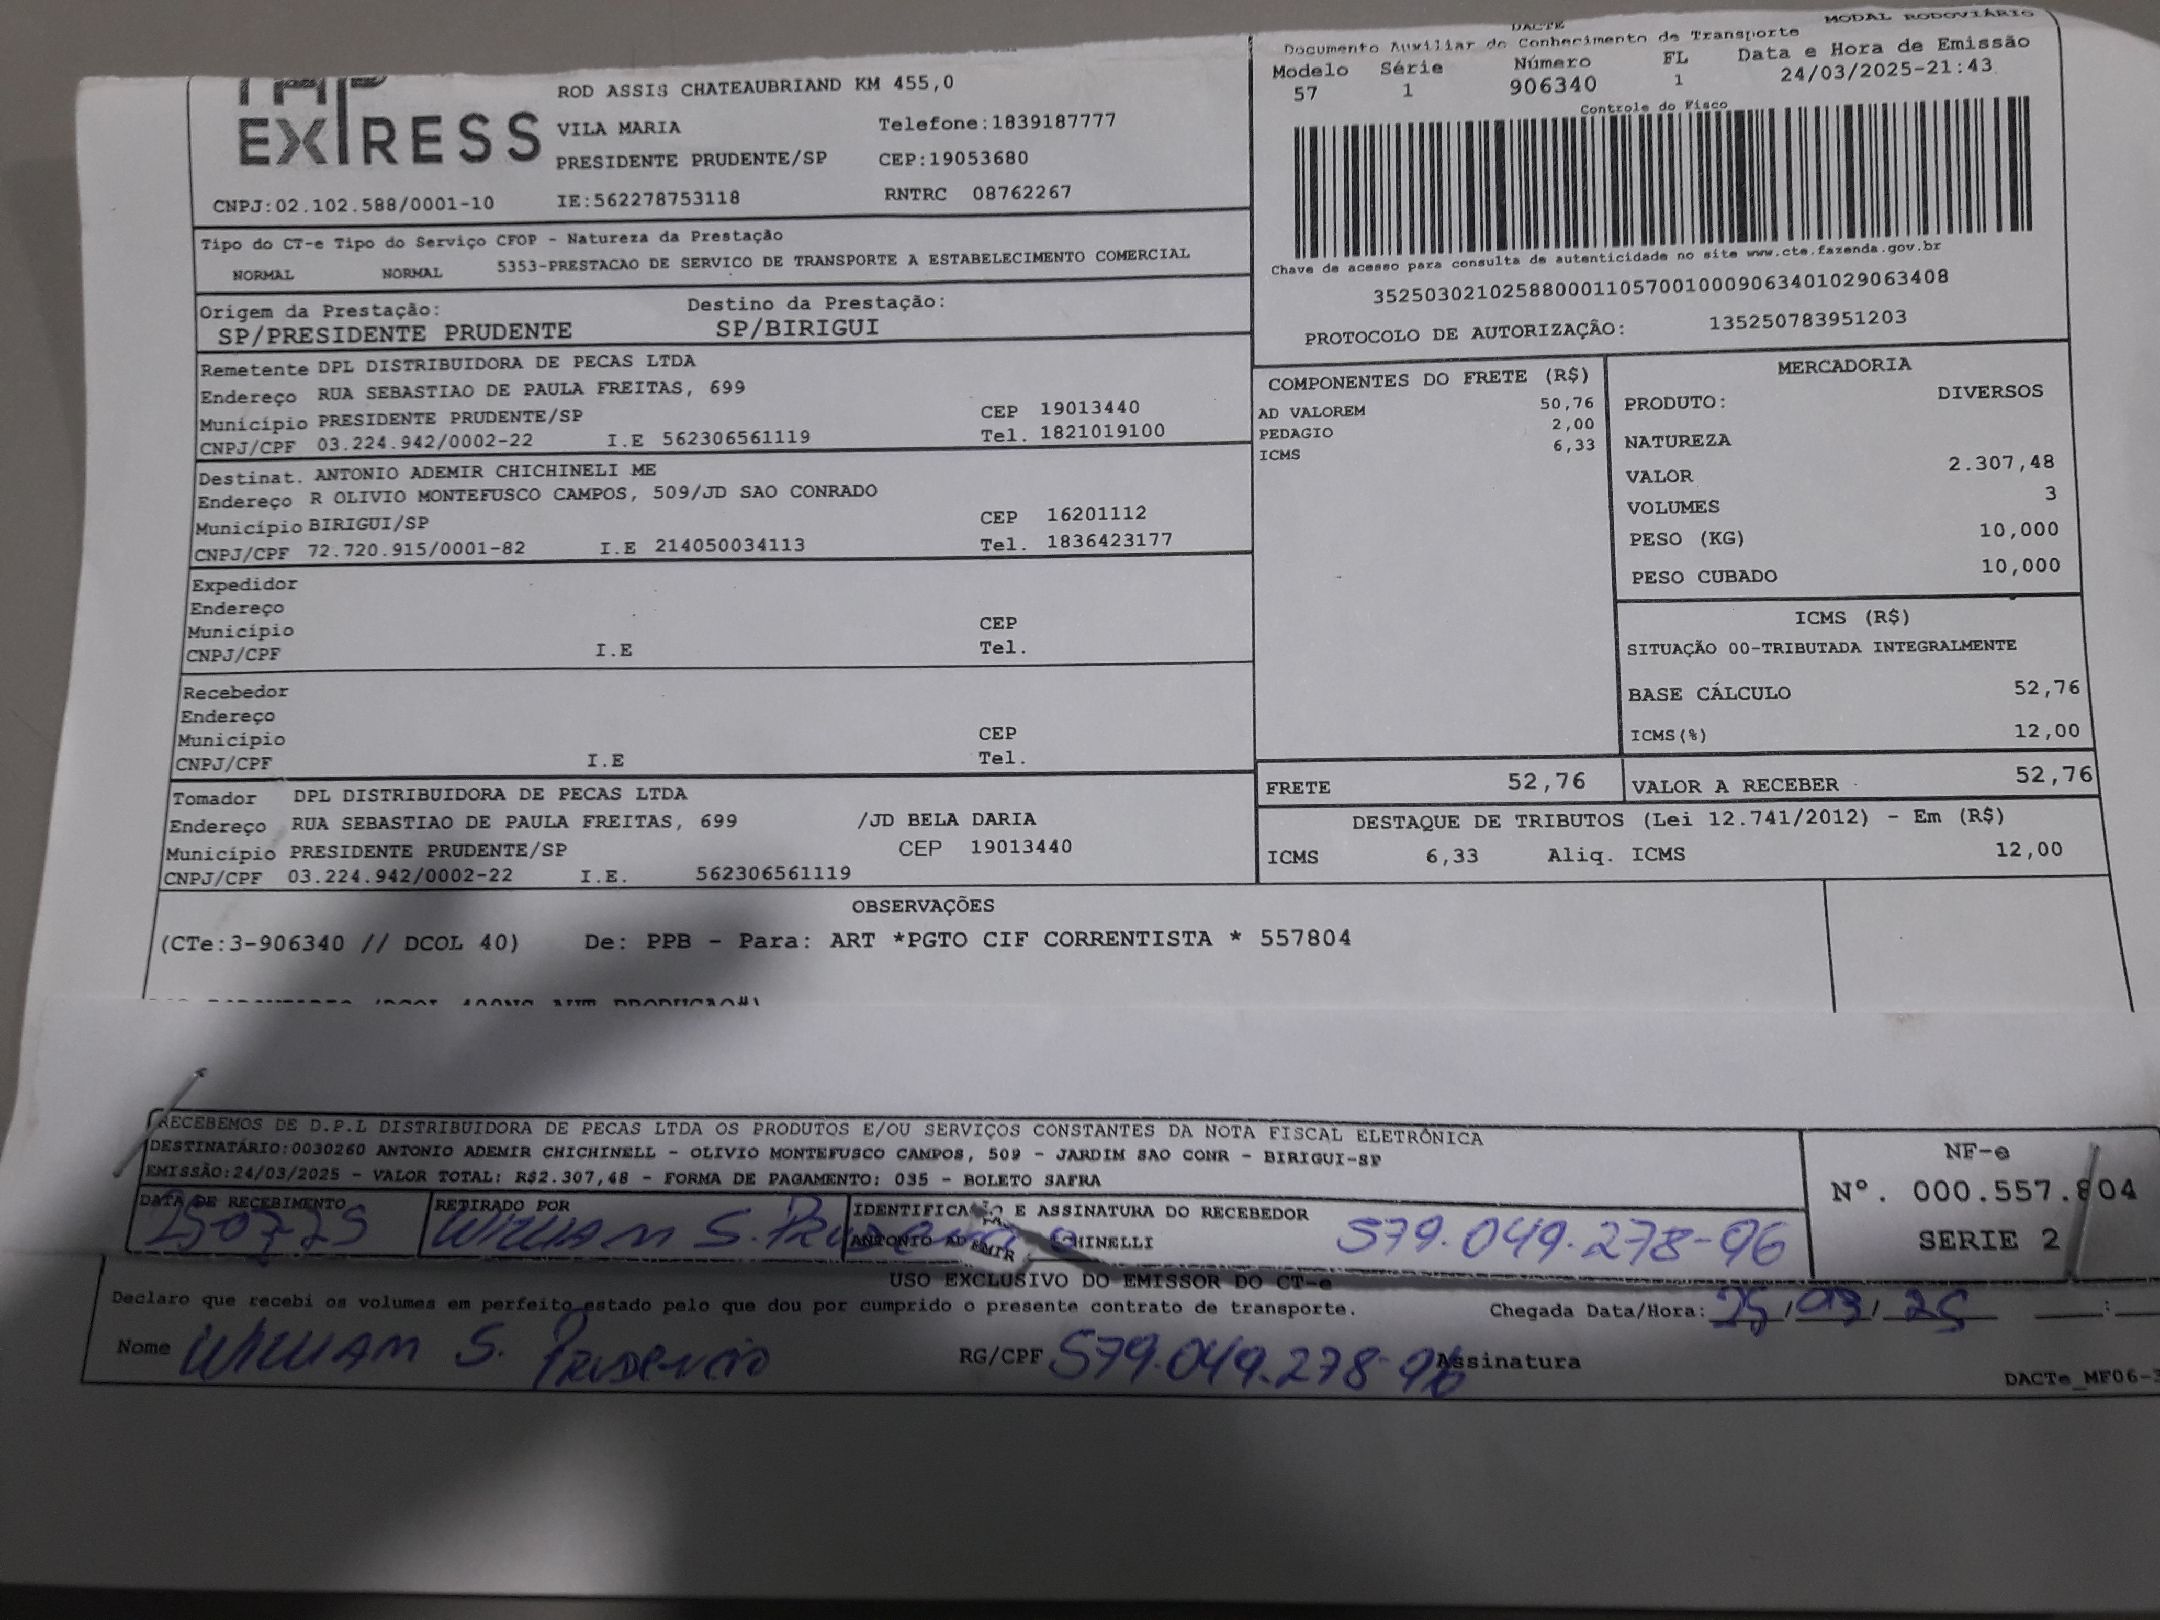 DACTE MODAL RODOVIÁRIO
Documento Auxiliar do Conhecimento de Transporte
Modelo Série Número FL Data e Hora de Emissão
57 1 906340 1 24/03/2025-21:43
Controle do Fisco
Chave de acesso para consulta de autenticidade no site www.cte.fazenda.gov.br
35250302102588000110570010009063401029063408
PROTOCOLO DE AUTORIZAÇÃO: 135250783951203
EXPRESS
ROD ASSIS CHATEAUBRIAND KM 455,0
VILA MARIA Telefone:1839187777
PRESIDENTE PRUDENTE/SP CEP:19053680
CNPJ:02.102.588/0001-10 IE:562278753118 RNTRC 08762267
Tipo do CT-e Tipo do Serviço CFOP - Natureza da Prestação
NORMAL NORMAL 5353-PRESTACAO DE SERVICO DE TRANSPORTE A ESTABELECIMENTO COMERCIAL
Origem da Prestação: Destino da Prestação:
SP/PRESIDENTE PRUDENTE SP/BIRIGUI
Remetente DPL DISTRIBUIDORA DE PECAS LTDA
Endereço RUA SEBASTIAO DE PAULA FREITAS, 699
Município PRESIDENTE PRUDENTE/SP CEP 19013440
CNPJ/CPF 03.224.942/0002-22 I.E 562306561119 Tel. 1821019100
Destinat. ANTONIO ADEMIR CHICHINELI ME
Endereço R OLIVIO MONTEFUSCO CAMPOS, 509/JD SAO CONRADO
Município BIRIGUI/SP CEP 16201112
CNPJ/CPF 72.720.915/0001-82 I.E 214050034113 Tel. 1836423177
Expedidor
Endereço
Município CEP
CNPJ/CPF I.E Tel.
Recebedor
Endereço
Município CEP
CNPJ/CPF I.E Tel.
Tomador DPL DISTRIBUIDORA DE PECAS LTDA
Endereço RUA SEBASTIAO DE PAULA FREITAS, 699 /JD BELA DARIA
Município PRESIDENTE PRUDENTE/SP CEP 19013440
CNPJ/CPF 03.224.942/0002-22 I.E. 562306561119
COMPONENTES DO FRETE (R$)
AD VALOREM 50,76
PEDAGIO 2,00
ICMS 6,33
MERCADORIA
PRODUTO: DIVERSOS
NATUREZA
VALOR 2.307,48
VOLUMES 3
PESO (KG) 10,000
PESO CUBADO 10,000
ICMS (R$)
SITUAÇÃO 00-TRIBUTADA INTEGRALMENTE
BASE CÁLCULO 52,76
ICMS(%) 12,00
FRETE 52,76 VALOR A RECEBER 52,76
DESTAQUE DE TRIBUTOS (Lei 12.741/2012) - Em (R$)
ICMS 6,33 Aliq. ICMS 12,00
OBSERVAÇÕES
(CTe:3-906340 // DCOL 40) De: PPB - Para: ART *PGTO CIF CORRENTISTA * 557804
RECEBEMOS DE D.P.L DISTRIBUIDORA DE PECAS LTDA OS PRODUTOS E/OU SERVIÇOS CONSTANTES DA NOTA FISCAL ELETRÔNICA
DESTINATÁRIO:0030260 ANTONIO ADEMIR CHICHINELL - OLIVIO MONTEFUSCO CAMPOS, 509 - JARDIM SAO CONR - BIRIGUI-SP
EMISSÃO:24/03/2025 - VALOR TOTAL: R$2.307,48 - FORMA DE PAGAMENTO: 035 - BOLETO SAFRA
NF-e
Nº. 000.557.804
SERIE 2
DATA DE RECEBIMENTO RETIRADO POR IDENTIFICAÇÃO E ASSINATURA DO RECEBEDOR
WILLIAM S. Prudencio ANTONIO ADEMIR CHINELLI 579.049.278-96
USO EXCLUSIVO DO EMISSOR DO CT-e
Declaro que recebi os volumes em perfeito estado pelo que dou por cumprido o presente contrato de transporte. Chegada Data/Hora: 25/03/25 :
Nome WILLIAM S. Prudencio RG/CPF 579.049.278-96 Assinatura
DACTe_MF06-3